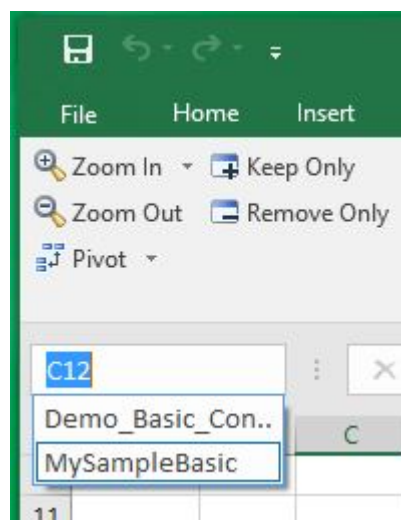 File Home Insert
Zoom In Keep Only
Zoom Out Remove Only
Pivot
C12
Demo_Basic_Con..
C
MySampleBasic
11